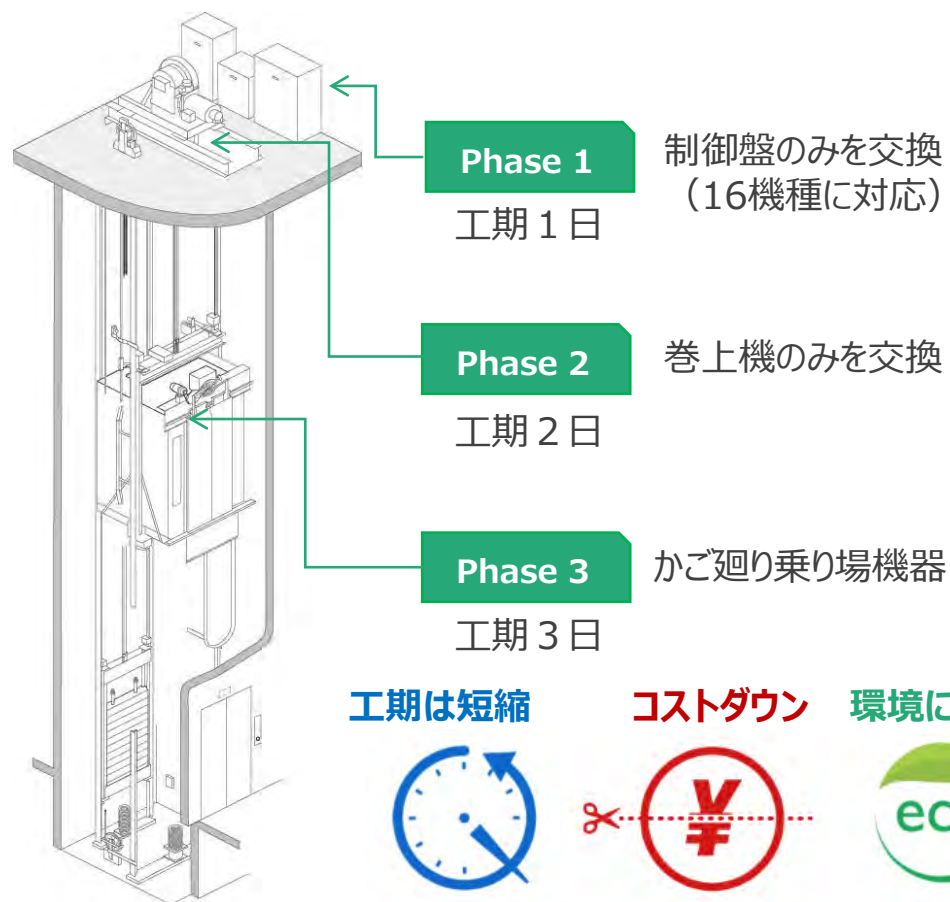 Phase 1
制御盤のみを交換
（16機種に対応）
工期１日
Phase 2
巻上機のみを交換
工期２日
Phase 3
かご廻り乗り場機器
工期３日
工期は短縮
コストダウン
環境に
¥
ec